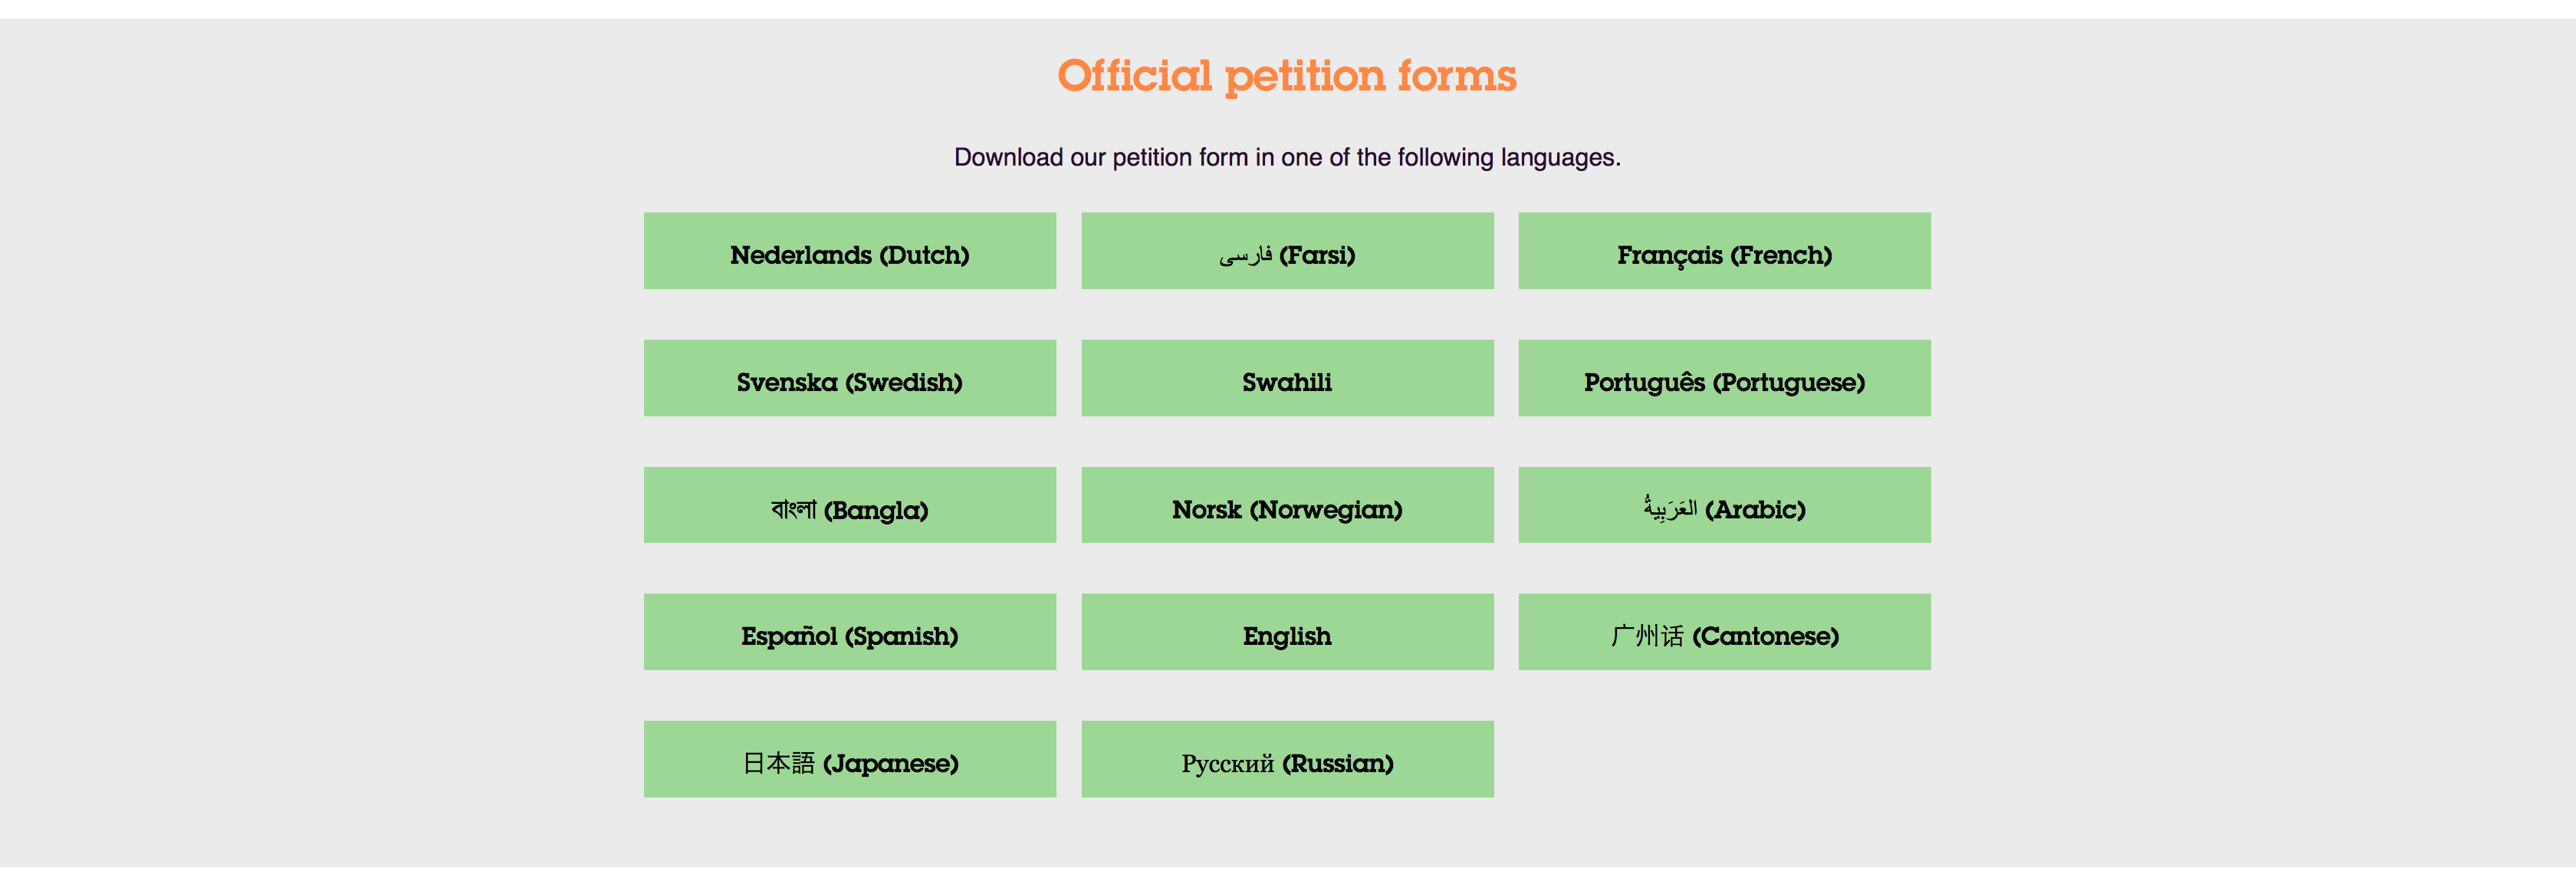 Official petition forms
Download our petition form in one of the following languages.
Nederlands (Dutch)
فارسی (Farsi)
Français (French)
Svenska (Swedish)
Swahili
Português (Portuguese)
বাংলা (Bangla)
Norsk (Norwegian)
العَرَبِيةُ (Arabic)
Español (Spanish)
English
广州话 (Cantonese)
日本語 (Japanese)
Русский (Russian)